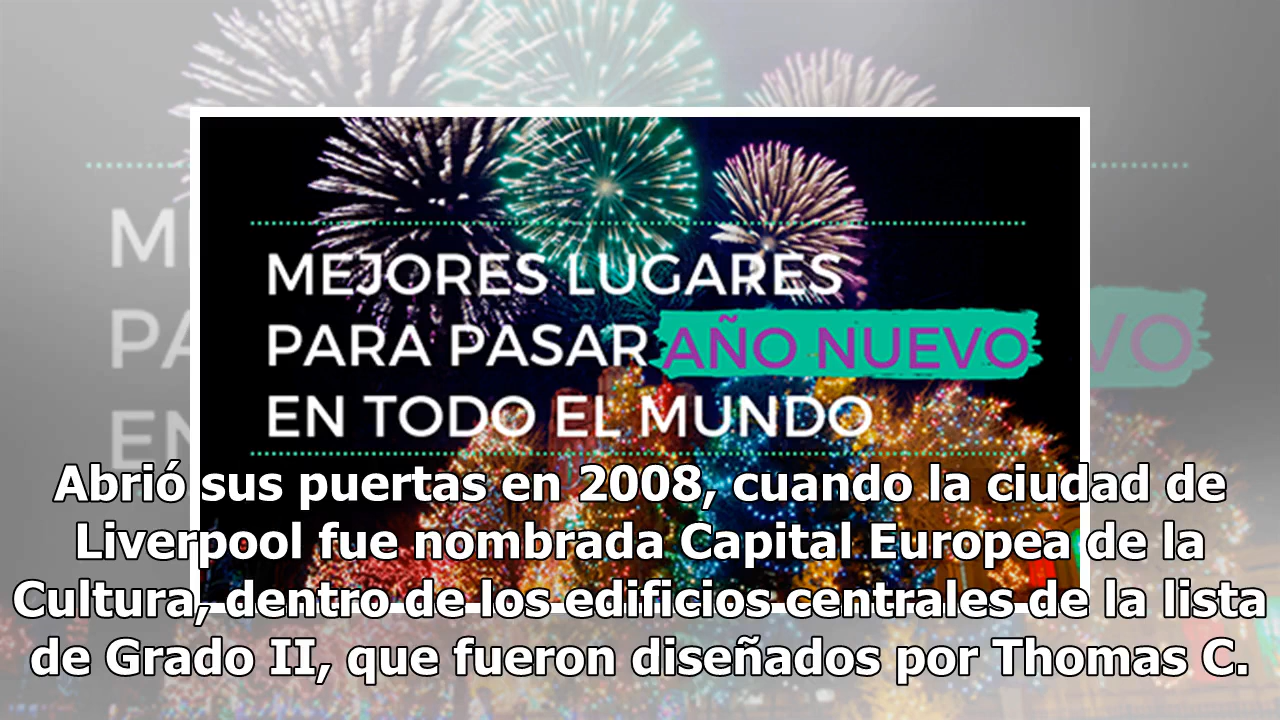 MEJORES LUGARES
PARA PASAR AÑO NUEVO
EN TODO EL MUNDO
Abrió sus puertas en 2008, cuando la ciudad de
Liverpool fue nombrada Capital Europea de la
Cultura, dentro de los edificios centrales de la lista
de Grado II, que fueron diseñados por Thomas C.